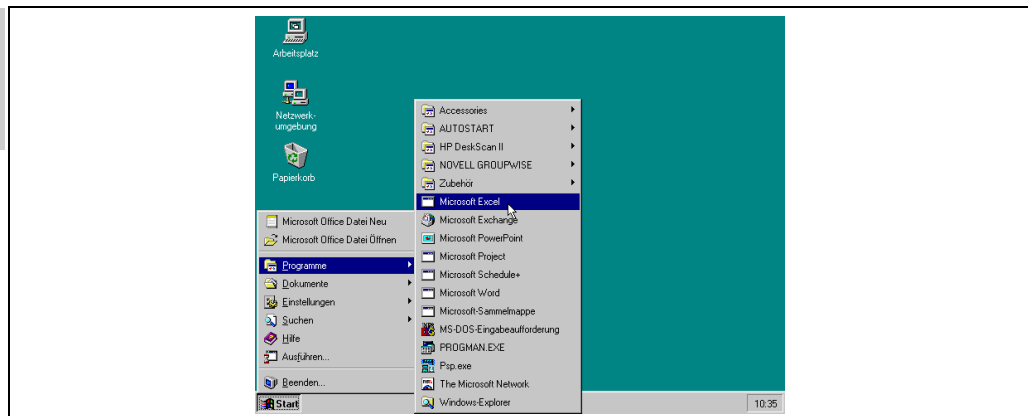 Arbeitsplatz
Netzwerk-
umgebung
Papierkorb
Microsoft Office Datei Neu
Microsoft Office Datei Öffnen
Programme
Dokumente
Einstellungen
Suchen
Hilfe
Ausführen...
Beenden...
Start
Accessories
AUTOSTART
HP DeskScan II
NOVELL GROUPWISE
Zubehör
Microsoft Excel
Microsoft Exchange
Microsoft PowerPoint
Microsoft Project
Microsoft Schedule+
Microsoft Word
Microsoft-Sammelmappe
MS-DOS-Eingabeaufforderung
PROGMAN.EXE
Psp.exe
The Microsoft Network
Windows-Explorer
10:35